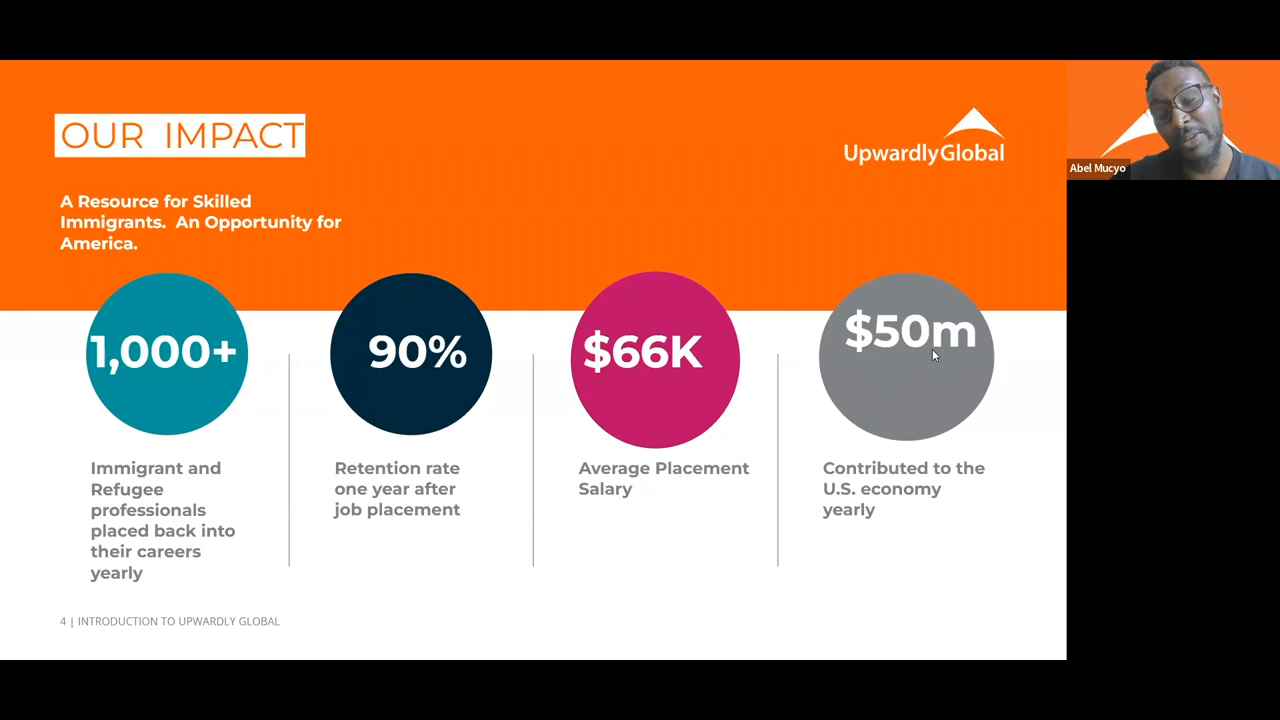 OUR IMPACT
UpwardlyGlobal
Abel Mucyo
A Resource for Skilled
Immigrants. An Opportunity for
America.
1,000+
90%
$66K
$50m
Immigrant and
Refugee
professionals
placed back into
their careers
yearly
Retention rate
one year after
job placement
Average Placement
Salary
Contributed to the
U.S. economy
yearly
4 | INTRODUCTION TO UPWARDLY GLOBAL